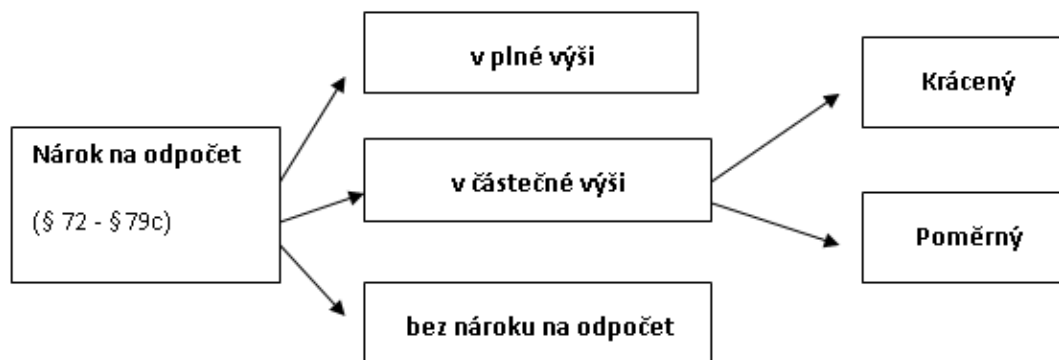 Nárok na odpočet
(§ 72 - §79c)
v plné výši
v částečné výši
bez nároku na odpočet
Krácený
Poměrný